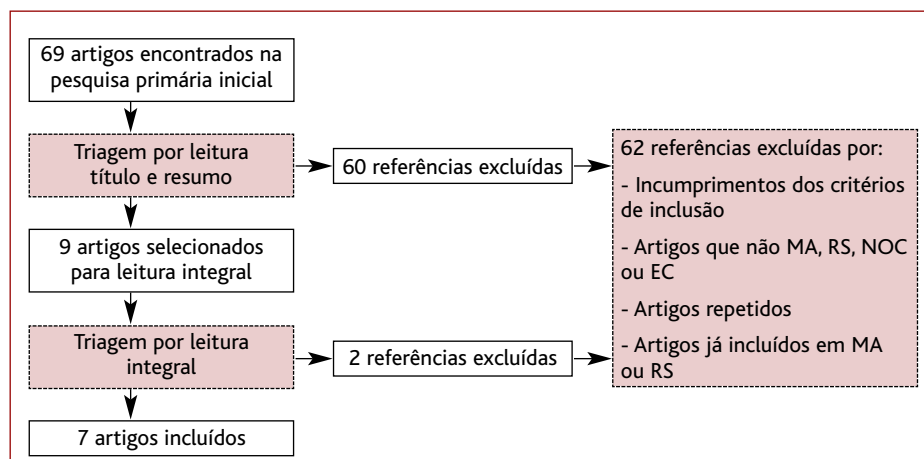 69 artigos encontrados na
pesquisa primária inicial
Triagem por leitura
título e resumo
60 referências excluídas
9 artigos selecionados
para leitura integral
Triagem por leitura
integral
2 referências excluídas
7 artigos incluídos
62 referências excluídas por:
- Incumprimentos dos critérios
de inclusão
- Artigos que não MA, RS, NOC
ou EC
- Artigos repetidos
- Artigos já incluídos em MA
ou RS